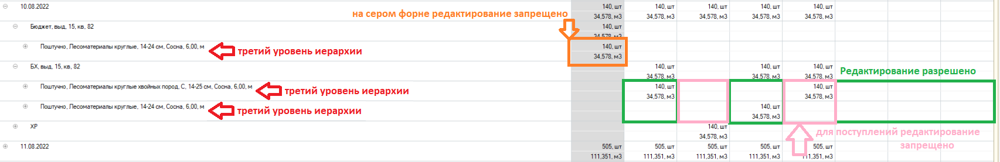 10.08.2022 140, шт 140, шт 140, шт 140, шт 140, шт
34,578, м3 34,578, м3 34,578, м3 34,578, м3 34,578, м3
на сером форне редактирование запрещено
Бюджет, выд, 15, кв, 82 140, шт
34,578, м3
Поштучно, Лесоматериалы круглые, 14-24 см, Сосна, 6,00, м 140, шт
третий уровень иерархии 34,578, м3
БХ, выд, 15, кв, 82 140, шт 140, шт 140, шт
34,578, м3 34,578, м3 34,578, м3
Редактирование разрешено
Поштучно, Лесоматериалы круглые хвойных пород, С, 14-25 см, Сосна, 6,00, м 140, шт 140, шт
третий уровень иерархии 34,578, м3 34,578, м3
Поштучно, Лесоматериалы круглые, 14-24 см, Сосна, 6,00, м 140, шт
третий уровень иерархии 34,578, м3
ХР 140, шт
34,578, м3
для поступлений редактирование
запрещено
11.08.2022 505, шт 505, шт 505, шт 505, шт 505, шт
111,351, м3 111,351, м3 111,351, м3 111,351, м3 111,351, м3